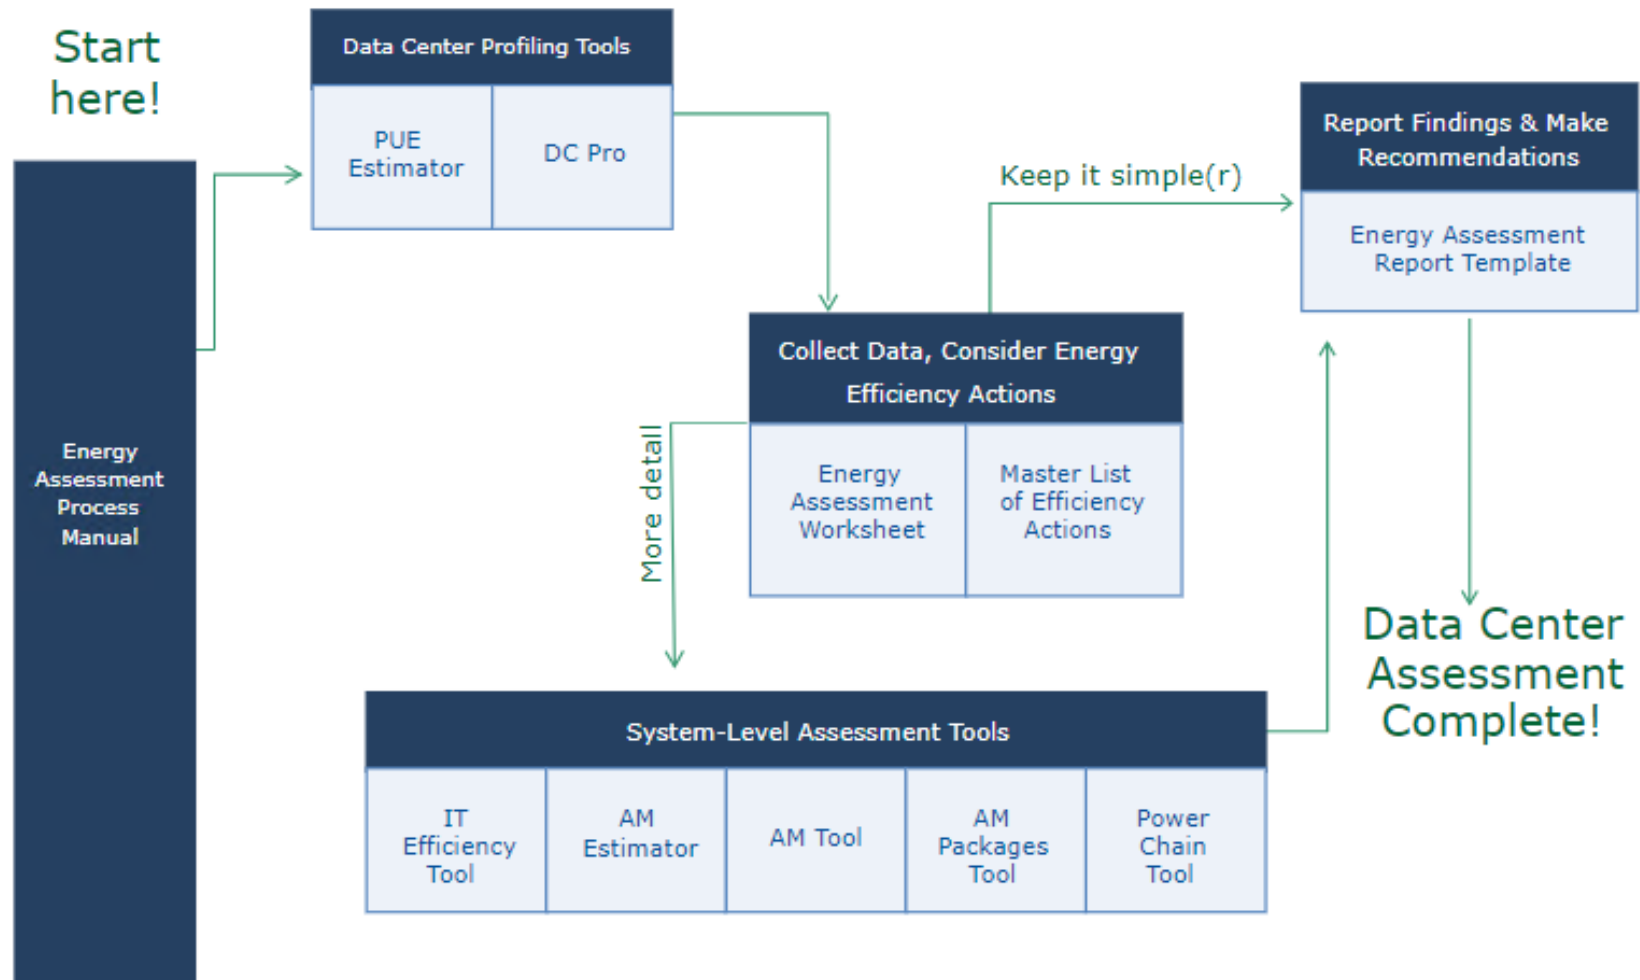 Start
here!
Energy
Assessment
Process
Manual
Data Center Profiling Tools
PUE
Estimator
DC Pro
Collect Data, Consider Energy
Efficiency Actions
Energy
Assessment
Worksheet
Master List
of Efficiency
Actions
Keep it simple(r)
More detail
System-Level Assessment Tools
IT
Efficiency
Tool
AM
Estimator
AM Tool
AM
Packages
Tool
Power
Chain
Tool
Report Findings & Make
Recommendations
Energy Assessment
Report Template
Data Center
Assessment
Complete!